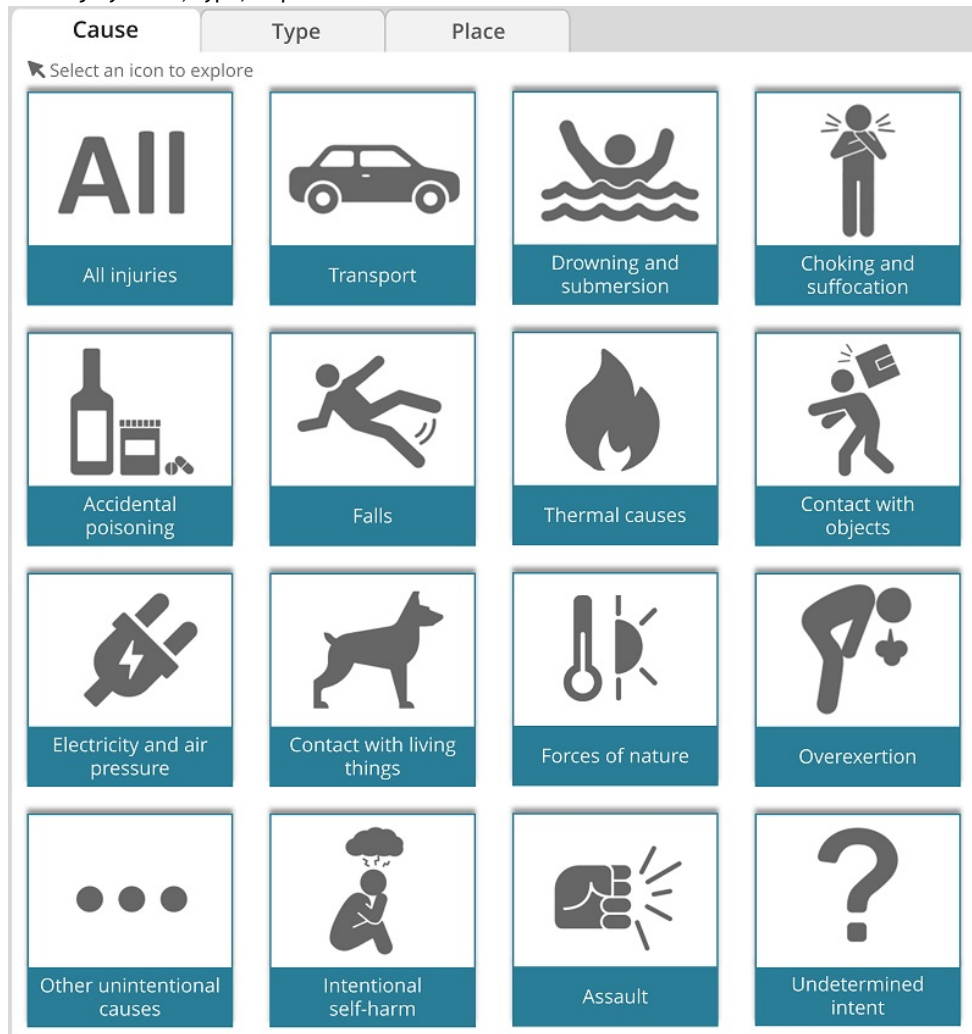 Cause
Type
Place
Select an icon to explore
All
All injuries
Transport
Drowning and
submersion
Choking and
suffocation
Accidental
poisoning
Falls
Thermal causes
Contact with
objects
Electricity and air
pressure
Contact with living
things
Forces of nature
Overexertion
Other unintentional
causes
Intentional
self-harm
Assault
?
Undetermined
intent